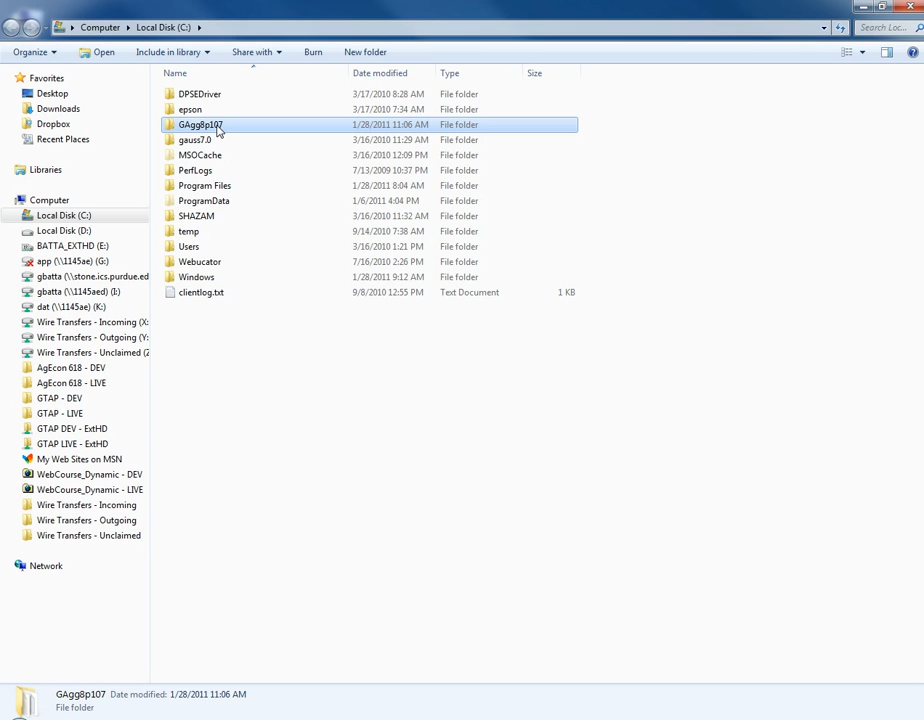 Computer ▸ Local Disk (C:) ▸
Search Loc...
Organize
Open
Include in library
Share with
Burn
New folder
Favorites
Desktop
Downloads
Dropbox
Recent Places
Libraries
Computer
Local Disk (C:)
Local Disk (D:)
BATTA_EXTHD (E:)
app (\\1145ae) (G:)
gbatta (\\stone.ics.purdue.ed
gbatta (\\1145aed) (I:)
dat (\\1145ae) (K:)
Wire Transfers - Incoming (X:
Wire Transfers - Outgoing (Y:
Wire Transfers - Unclaimed (Z
AgEcon 618 - DEV
AgEcon 618 - LIVE
GTAP - DEV
GTAP - LIVE
GTAP DEV - ExtHD
GTAP LIVE - ExtHD
My Web Sites on MSN
WebCourse_Dynamic - DEV
WebCourse_Dynamic - LIVE
Wire Transfers - Incoming
Wire Transfers - Outgoing
Wire Transfers - Unclaimed
Network
Name Date modified Type Size
DPSEDriver 3/17/2010 8:28 AM File folder
epson 3/17/2010 7:34 AM File folder
GAgg8p107 1/28/2011 11:06 AM File folder
gauss7.0 3/16/2010 11:29 AM File folder
MSOCache 3/16/2010 12:09 PM File folder
PerfLogs 7/13/2009 10:37 PM File folder
Program Files 1/28/2011 8:04 AM File folder
ProgramData 1/6/2011 4:04 PM File folder
SHAZAM 3/16/2010 11:32 AM File folder
temp 9/14/2010 7:38 AM File folder
Users 3/16/2010 1:21 PM File folder
Webucator 7/16/2010 2:26 PM File folder
Windows 1/28/2011 9:12 AM File folder
clientlog.txt 9/8/2010 12:55 PM Text Document 1 KB
GAgg8p107 Date modified: 1/28/2011 11:06 AM
File folder